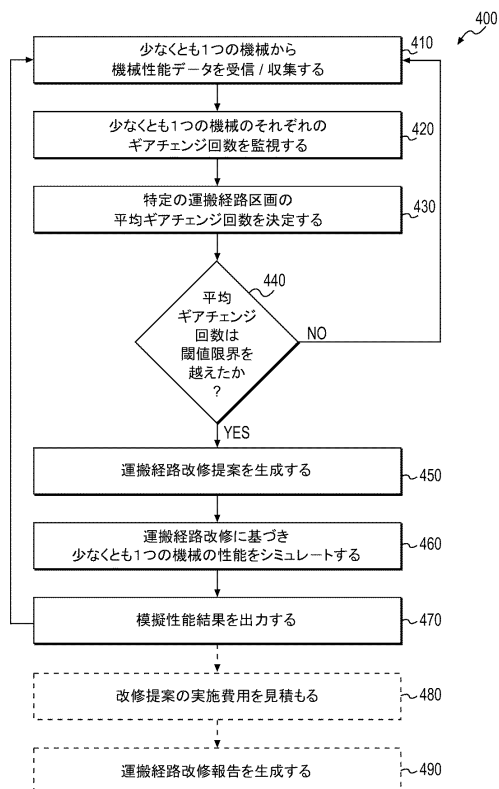 400
少なくとも1つの機械から
機械性能データを受信 / 収集する
410
少なくとも1つの機械のそれぞれの
ギアチェンジ回数を監視する
420
特定の運搬経路区画の
平均ギアチェンジ回数を決定する
430
440
平均
ギアチェンジ
回数は
閾値限界を
越えたか
?
NO
YES
運搬経路改修提案を生成する
450
運搬経路改修に基づき
少なくとも1つの機械の性能をシミュレートする
460
模擬性能結果を出力する
470
改修提案の実施費用を見積もる
480
運搬経路改修報告を生成する
490